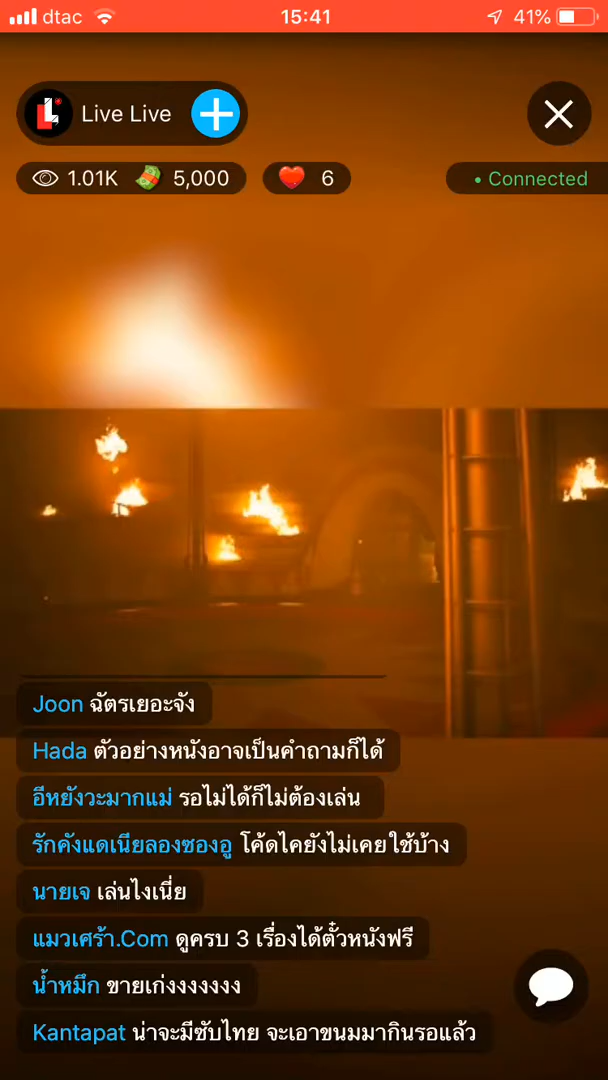 dtac
15:41
41%
Live Live
1.01K
5,000
6
• Connected
Joon ฉัตรเยอะจัง
Hada ตัวอย่างหนังอาจเป็นคำถามก็ได้
อีหยังวะมากแม่ รอไม่ได้ก็ไม่ต้องเล่น
รักคังแดเนียลองซองอู โค้ดไคยังไม่เคยใช้บ้าง
นายเจ เล่นไงเนี่ย
แมวเศร้า.Com ดูครบ 3 เรื่องได้ตั๋วหนังฟรี
น้ำหมึก ขายเก่งงงงงงง
Kantapat น่าจะมีซับไทย จะเอาขนมมากินรอแล้ว